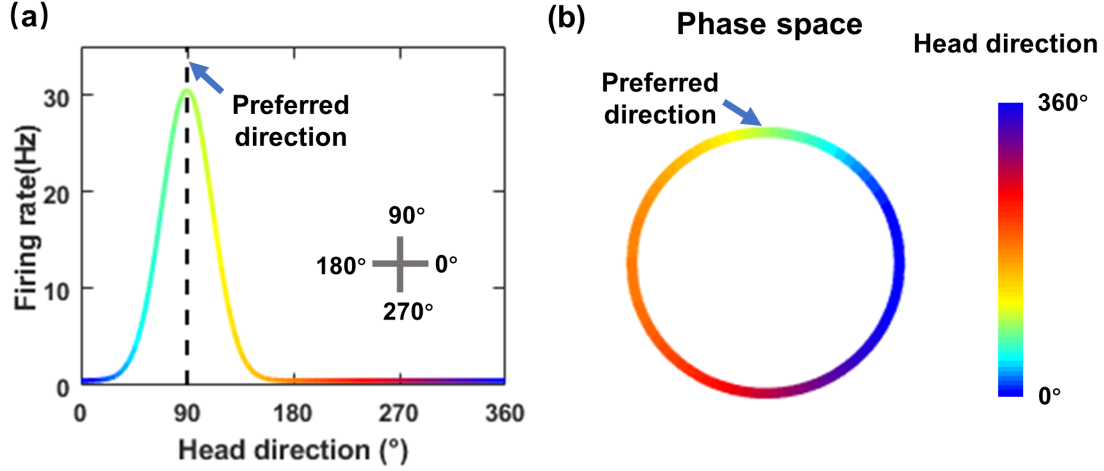 (a)
Preferred
direction
Firing rate(Hz)
30
20
10
0
90°
180°
0°
270°
0
90
180
270
360
Head direction (°)
(b)
Phase space
Head direction
Preferred
direction
360°
0°